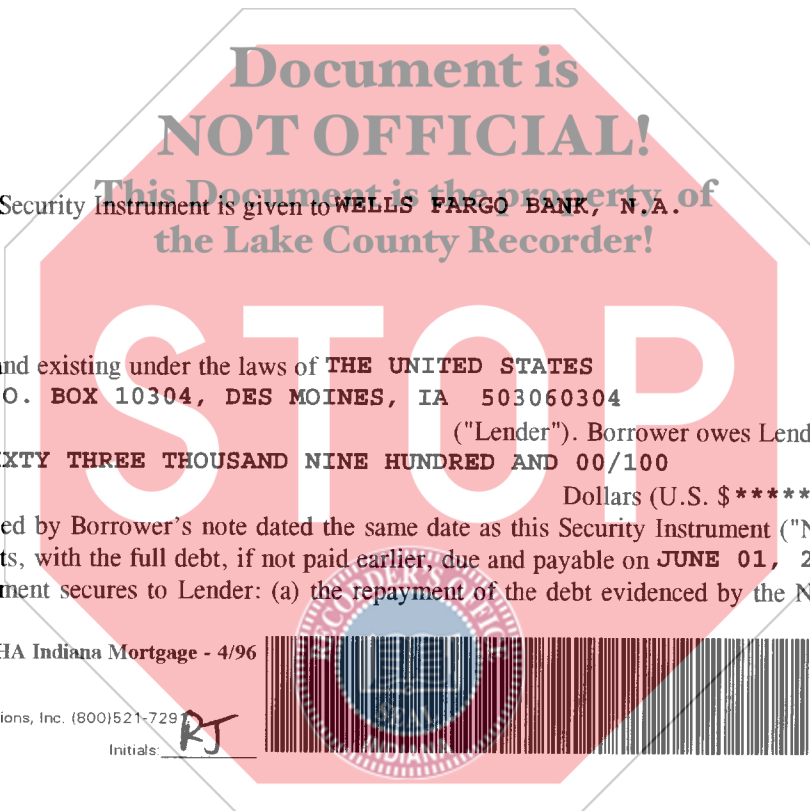 Document is
NOT OFFICIAL!
This Document is the property of
the Lake County Recorder!
Security Instrument is given to WELLS FARGO BANK, N.A.
STOP
and existing under the laws of THE UNITED STATES
O. BOX 10304, DES MOINES, IA 503060304
("Lender"). Borrower owes Lend
XTY THREE THOUSAND NINE HUNDRED AND 00/100
Dollars (U.S. $*****
ed by Borrower's note dated the same date as this Security Instrument ("N
ts, with the full debt, if not paid earlier, due and payable on JUNE 01, 2
ment secures to Lender: (a) the repayment of the debt evidenced by the N
RECORDER'S OFFICE
SEAL
INDIANA
HA Indiana Mortgage - 4/96
ions, Inc. (800)521-7291
Initials: RJ